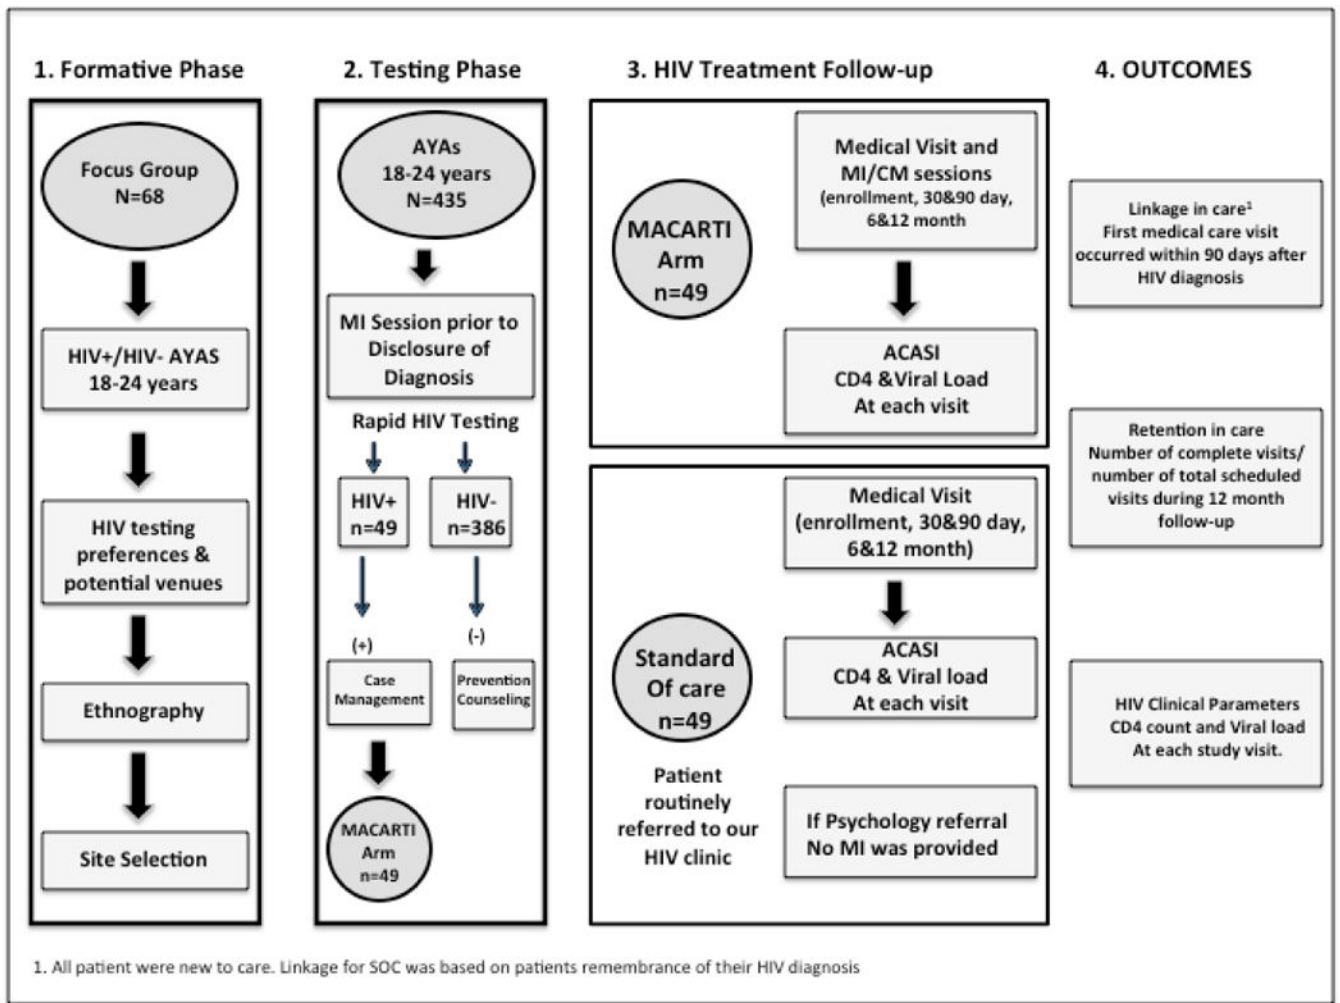 1. Formative Phase
Focus Group
N=68
HIV+/HIV- AYAS
18-24 years
HIV testing
preferences &
potential venues
Ethnography
Site Selection
2. Testing Phase
AYAs
18-24 years
N=435
MI Session prior to
Disclosure of
Diagnosis
Rapid HIV Testing
HIV+
n=49
HIV-
n=386
(+)
(-)
Case
Management
Prevention
Counseling
MACARTI
Arm
n=49
3. HIV Treatment Follow-up
MACARTI
Arm
n=49
Medical Visit and
MI/CM sessions
(enrollment, 30&90 day,
6&12 month
ACASI
CD4 &Viral Load
At each visit
Standard
Of care
n=49
Patient
routinely
referred to our
HIV clinic
Medical Visit
(enrollment, 30&90 day,
6&12 month)
ACASI
CD4 & Viral load
At each visit
If Psychology referral
No MI was provided
4. OUTCOMES
Linkage in care¹
First medical care visit
occurred within 90 days after
HIV diagnosis
Retention in care
Number of complete visits/
number of total scheduled
visits during 12 month
follow-up
HIV Clinical Parameters
CD4 count and Viral load
At each study visit.
1. All patient were new to care. Linkage for SOC was based on patients remembrance of their HIV diagnosis